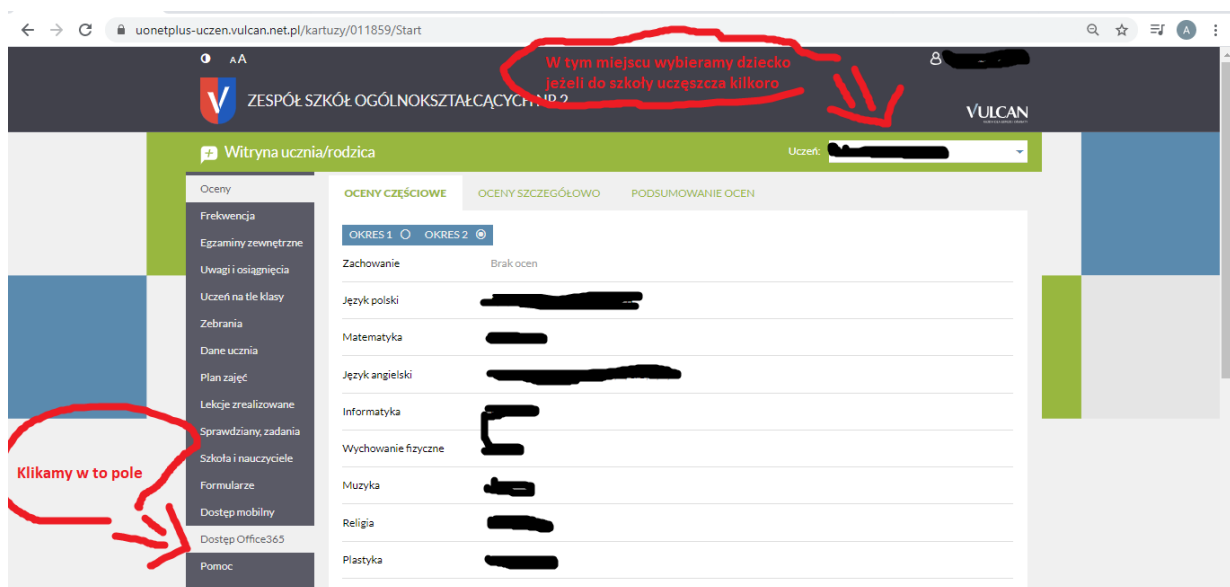 uonetplus-uczen.vulcan.net.pl/kartuzy/011859/Start
A
A A
W tym miejscu wybieramy dziecko
jeżeli do szkoły uczęszcza kilkoro
ZESPÓŁ SZKÓŁ OGÓLNOKSZTAŁCĄCYCH NR 2
VULCAN
Witryna ucznia/rodzica
Uczeń:
Oceny
OCENY CZĘŚCIOWE
OCENY SZCZEGÓŁOWO
PODSUMOWANIE OCEN
Frekwencja
OKRES 1
OKRES 2
Egzaminy zewnętrzne
Zachowanie
Brak ocen
Uwagi i osiągnięcia
Uczeń na tle klasy
Język polski
Zebrania
Matematyka
Dane ucznia
Plan zajęć
Język angielski
Lekcje zrealizowane
Informatyka
Sprawdziany, zadania
Wychowanie fizyczne
Szkoła i nauczyciele
Klikamy w to pole
Formularze
Muzyka
Dostęp mobilny
Religia
Dostęp Office365
Plastyka
Pomoc